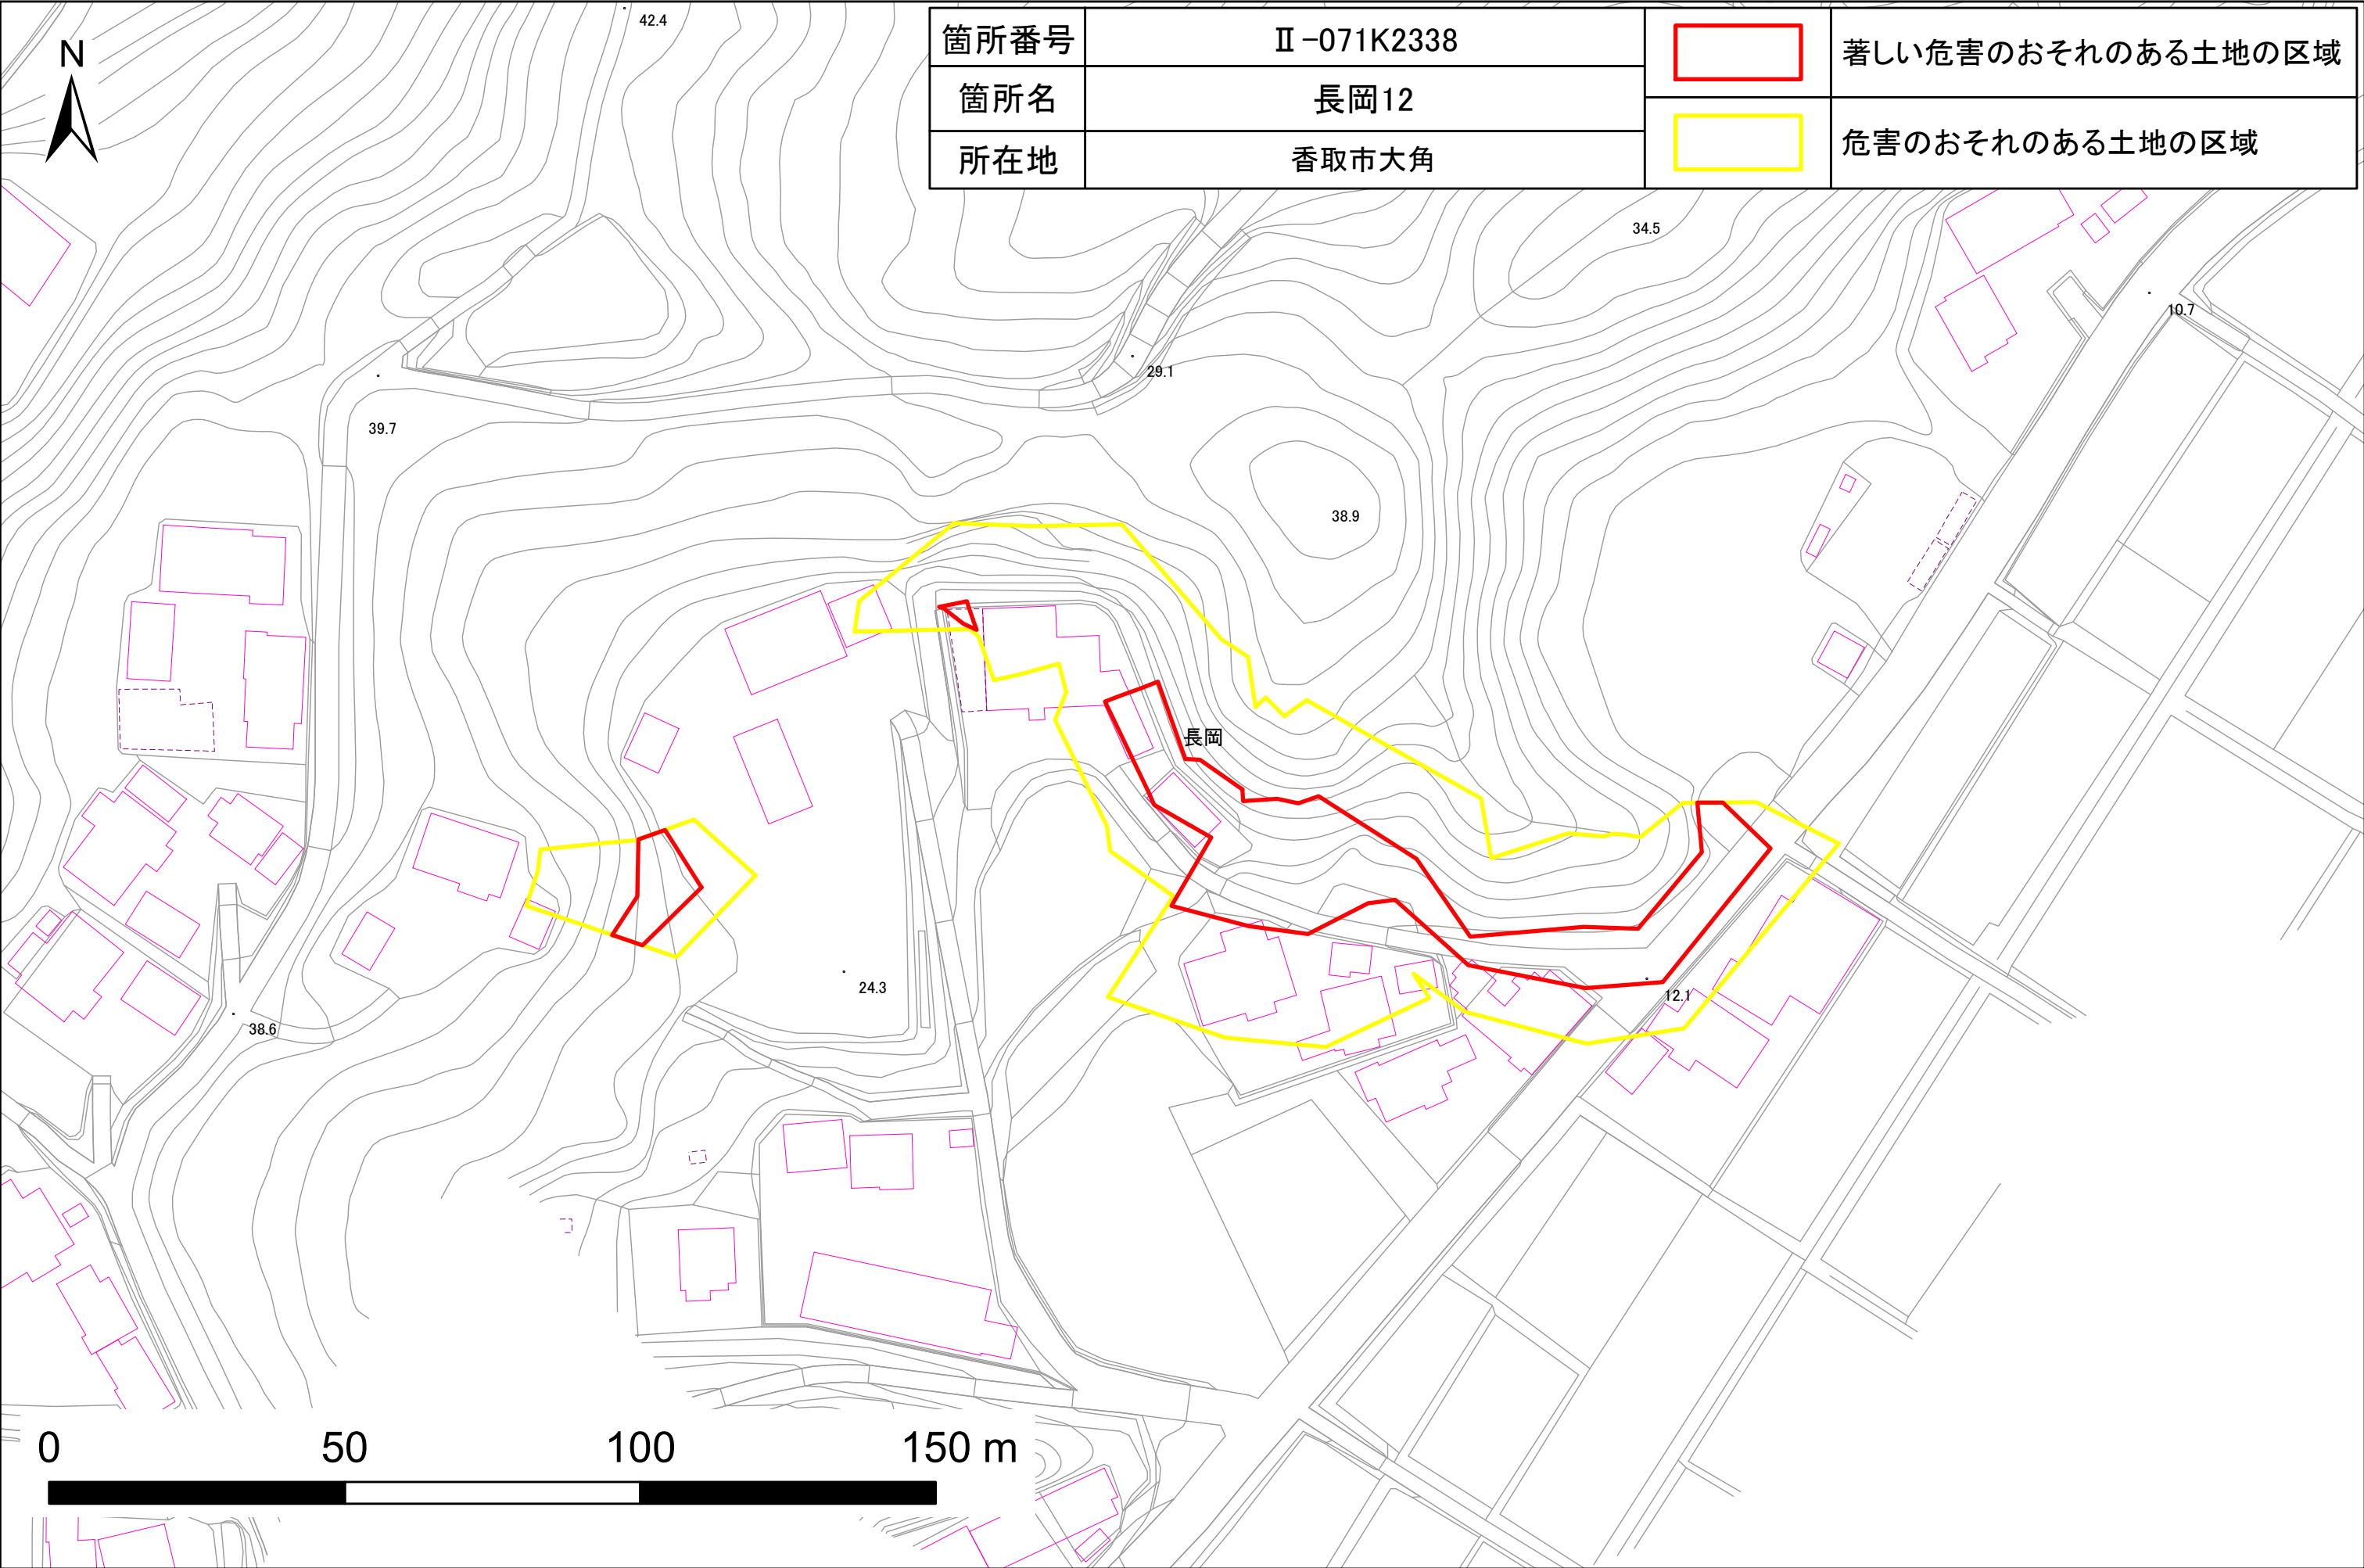 42.4
N
箇所番号 Ⅱ-071K2338 著しい危害のおそれのある土地の区域
箇所名 長岡12
危害のおそれのある土地の区域
所在地 香取市大角
34.5
10.7
29.1
39.7
38.9
長岡
24.3
12.1
38.6
0 50 100 150 m